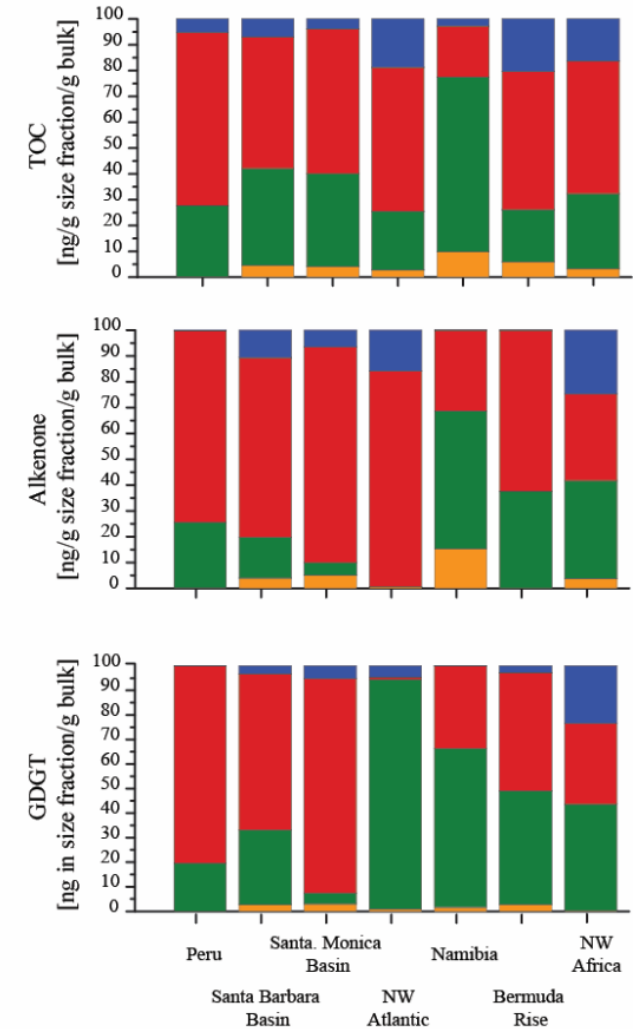 TOC
[ng/g size fraction/g bulk]
100
90
80
70
60
50
40
30
20
10
0
Alkenone
[ng/g size fraction/g bulk]
100
90
80
70
60
50
40
30
20
10
0
GDGT
[ng in size fraction/g bulk]
100
90
80
70
60
50
40
30
20
10
0
Peru
Santa. Monica
Basin
Namibia
NW
Africa
Santa Barbara
Basin
NW
Atlantic
Bermuda
Rise